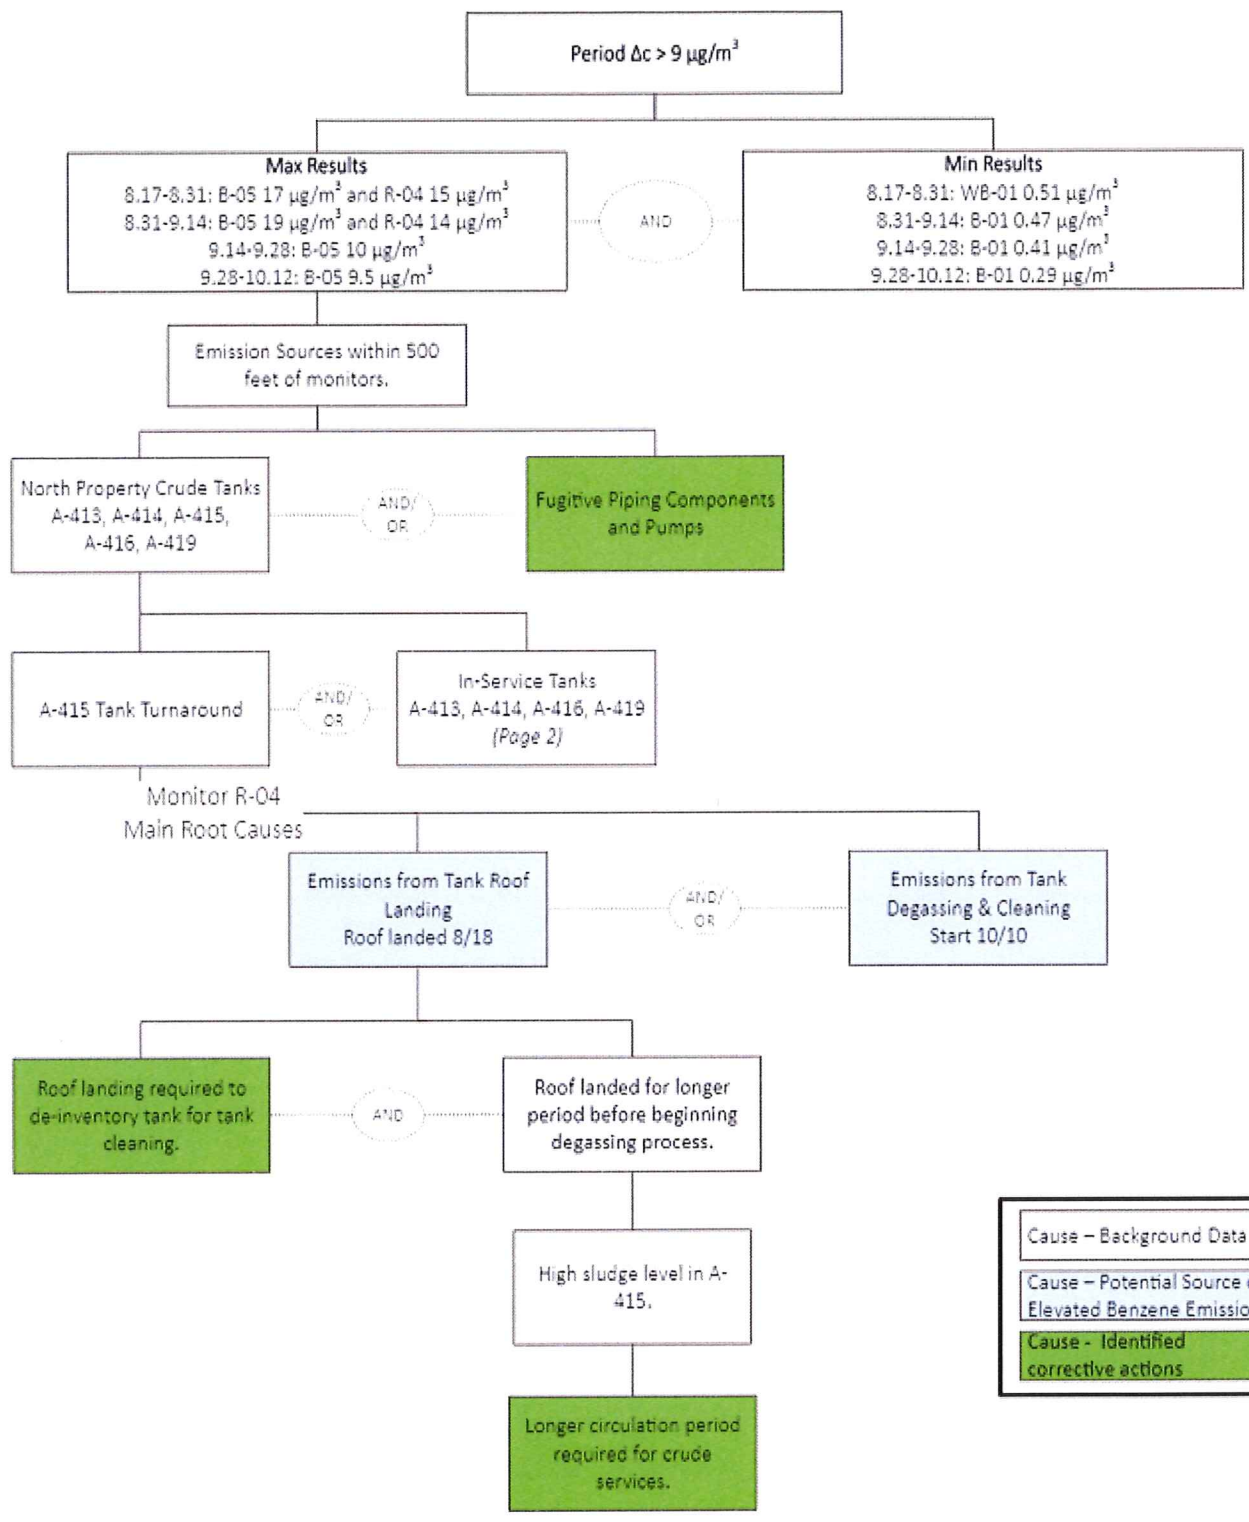 Period Δc > 9 µg/m³
Max Results
8.17-8.31: B-05 17 µg/m³ and R-04 15 µg/m³
8.31-9.14: B-05 19 µg/m³ and R-04 14 µg/m³
9.14-9.28: B-05 10 µg/m³
9.28-10.12: B-05 9.5 µg/m³
AND
Min Results
8.17-8.31: WB-01 0.51 µg/m³
8.31-9.14: B-01 0.47 µg/m³
9.14-9.28: B-01 0.41 µg/m³
9.28-10.12: B-01 0.29 µg/m³
Emission Sources within 500
feet of monitors.
North Property Crude Tanks
A-413, A-414, A-415,
A-416, A-419
AND/
OR
Fugitive Piping Components
and Pumps
A-415 Tank Turnaround
AND/
OR
In-Service Tanks
A-413, A-414, A-416, A-419
(Page 2)
Monitor R-04
Main Root Causes
Emissions from Tank Roof
Landing
Roof landed 8/18
AND/
OR
Emissions from Tank
Degassing & Cleaning
Start 10/10
Roof landing required to
de-inventory tank for tank
cleaning.
AND
Roof landed for longer
period before beginning
degassing process.
High sludge level in A-
415.
Longer circulation period
required for crude
services.
Cause – Background Data
Cause – Potential Source
Elevated Benzene
Cause - Identified
corrective actions